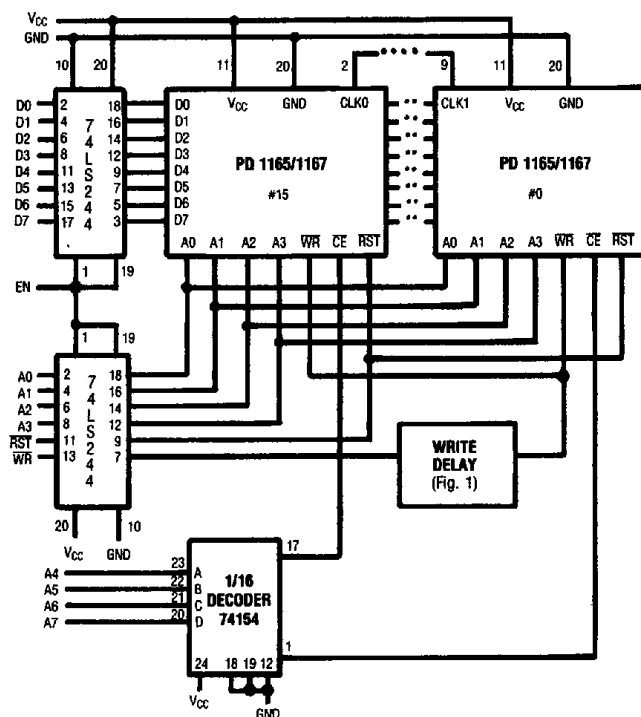 VCC
GND
10 20 11 20 2 9 11 20
D0 2 18 D0 VCC GND CLK0 CLK1 VCC GND
D1 4 16 D1
D2 6 14 D2
D3 8 12 D3
D4 11 9 D4
D5 13 7 D5
D6 15 5 D6
D7 17 3 D7
74LS244
PD 1165/1167
#15
PD 1165/1167
#0
A0 A1 A2 A3 WR CE RST
A0 A1 A2 A3 WR CE RST
1 19
EN
1 19
A0 2 18
A1 4 16
A2 6 14
A3 8 12
RST 11 9
WR 13 7
74LS244
20 10
VCC GND
WRITE
DELAY
(Fig. 1)
A4 23 A
A5 22 B
A6 21 C
A7 20 D
1/16
DECODER
74154
17
1
24 18 19 12
VCC
GND